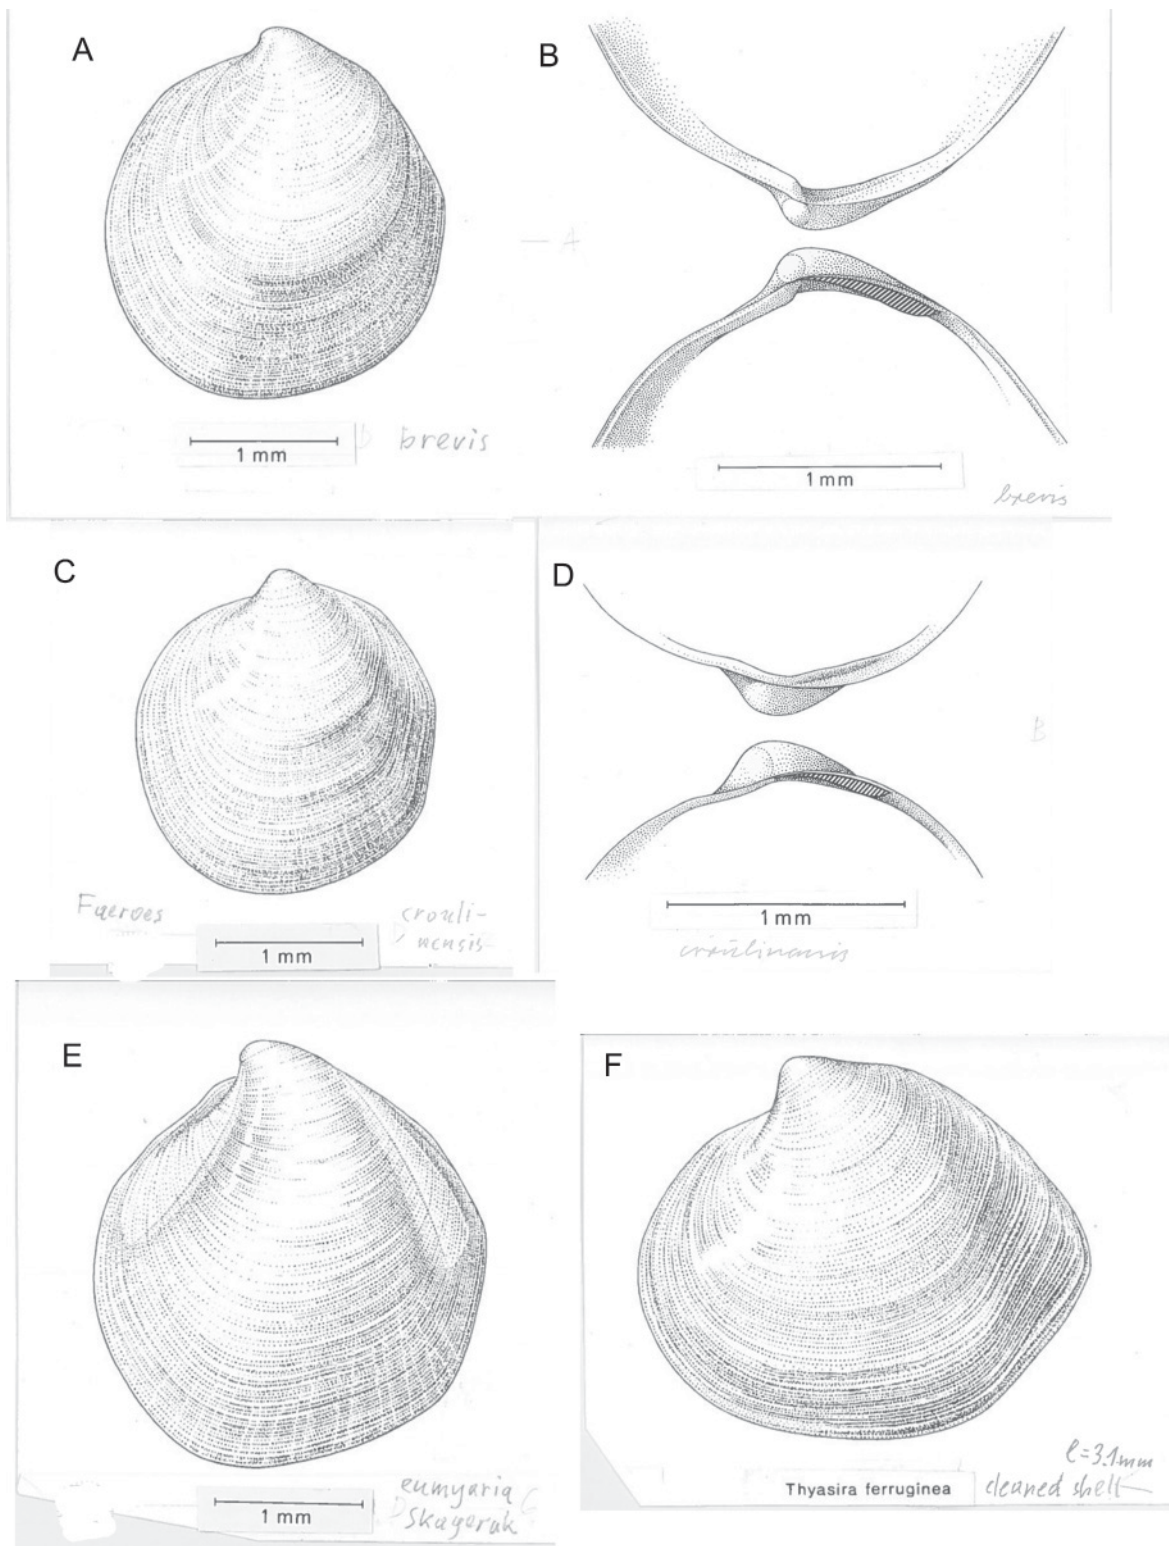 A
B
1 mm
brevis
1 mm
brevis
C
D
Faeroes
crouli-
nensis
1 mm
1 mm
B
E
F
1 mm
eumyaria
Skagerak
Thyasira ferruginea
l=3.1mm
cleaned shell